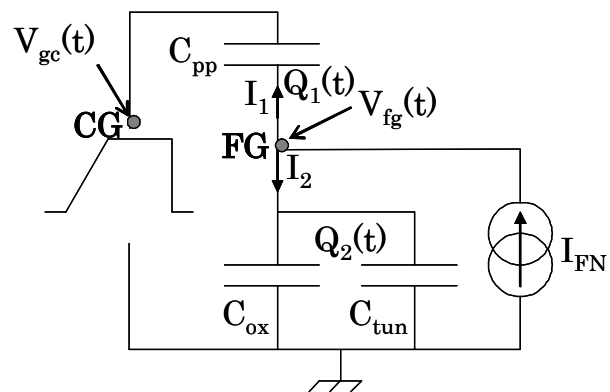 V_gc(t)
C_pp
Q_1(t)
I_1
V_fg(t)
CG
FG
I_2
Q_2(t)
I_FN
C_ox
C_tun